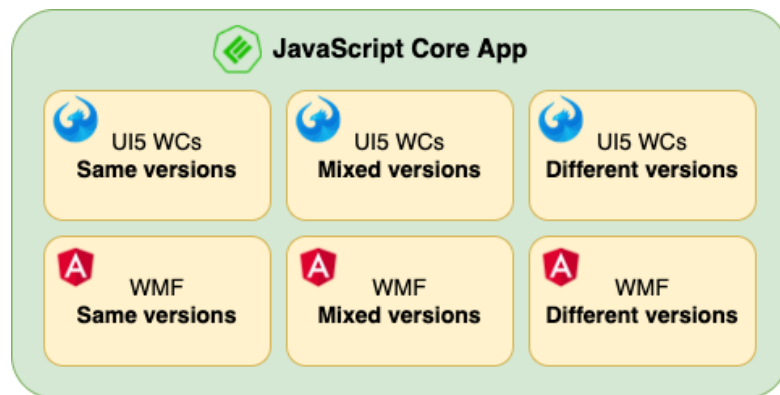 JavaScript Core App
UI5 WCs
Same versions
UI5 WCs
Mixed versions
UI5 WCs
Different versions
WMF
Same versions
WMF
Mixed versions
WMF
Different versions